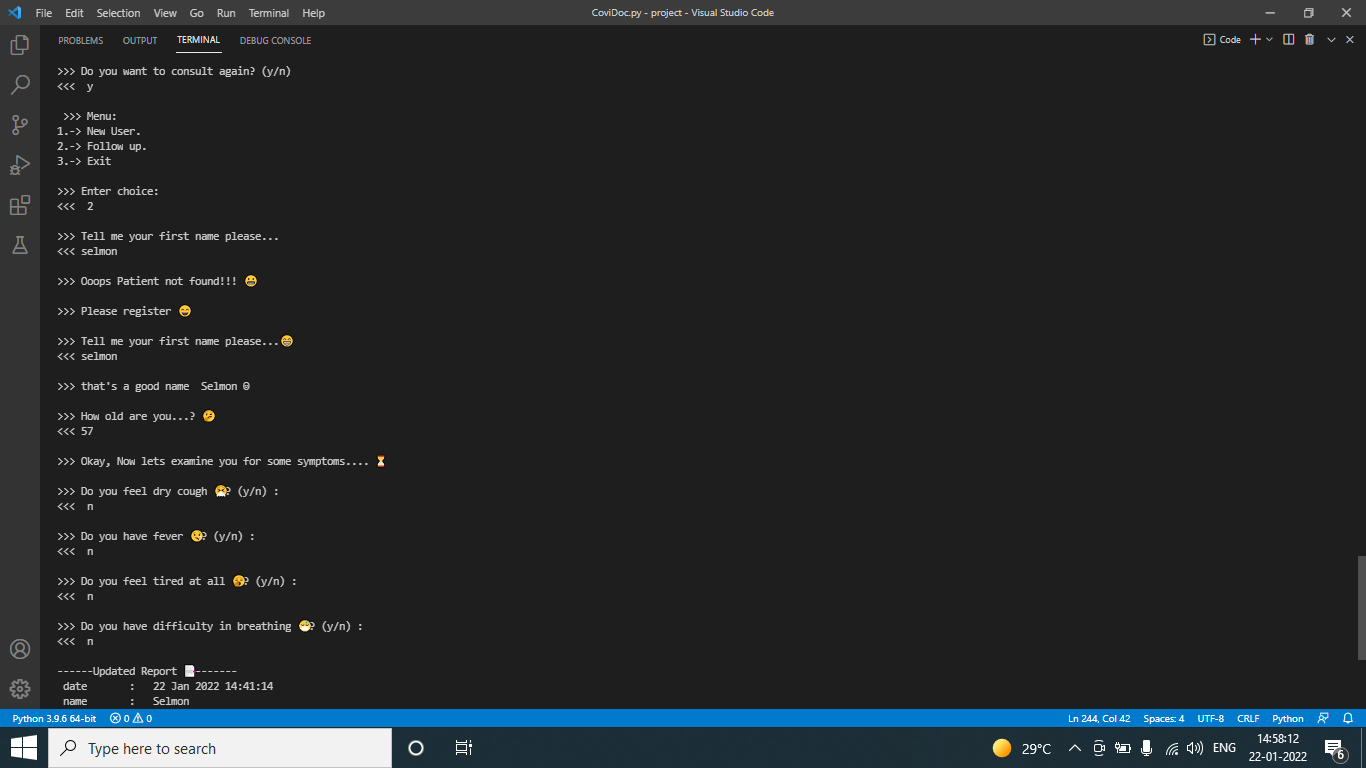 File Edit Selection View Go Run Terminal Help CoviDoc.py - project - Visual Studio Code
PROBLEMS OUTPUT TERMINAL DEBUG CONSOLE Code
>>> Do you want to consult again? (y/n)
<<< y
>>> Menu:
1.-> New User.
2.-> Follow up.
3.-> Exit
>>> Enter choice:
<<< 2
>>> Tell me your first name please...
<<< selmon
>>> Ooops Patient not found!!! 😬
>>> Please register 😄
>>> Tell me your first name please...😁
<<< selmon
>>> that's a good name  Selmon ☺
>>> How old are you...? 🤔
<<< 57
>>> Okay, Now lets examine you for some symptoms.... ⏳
>>> Do you feel dry cough 😷? (y/n) :
<<< n
>>> Do you have fever 🤒? (y/n) :
<<< n
>>> Do you feel tired at all 🥱? (y/n) :
<<< n
>>> Do you have difficulty in breathing 😷? (y/n) :
<<< n
------Updated Report 📑-------
date : 22 Jan 2022 14:41:14
name : Selmon
Python 3.9.6 64-bit 0 0 Ln 244, Col 42 Spaces: 4 UTF-8 CRLF Python
Type here to search 29°C ENG 14:58:12
22-01-2022 6